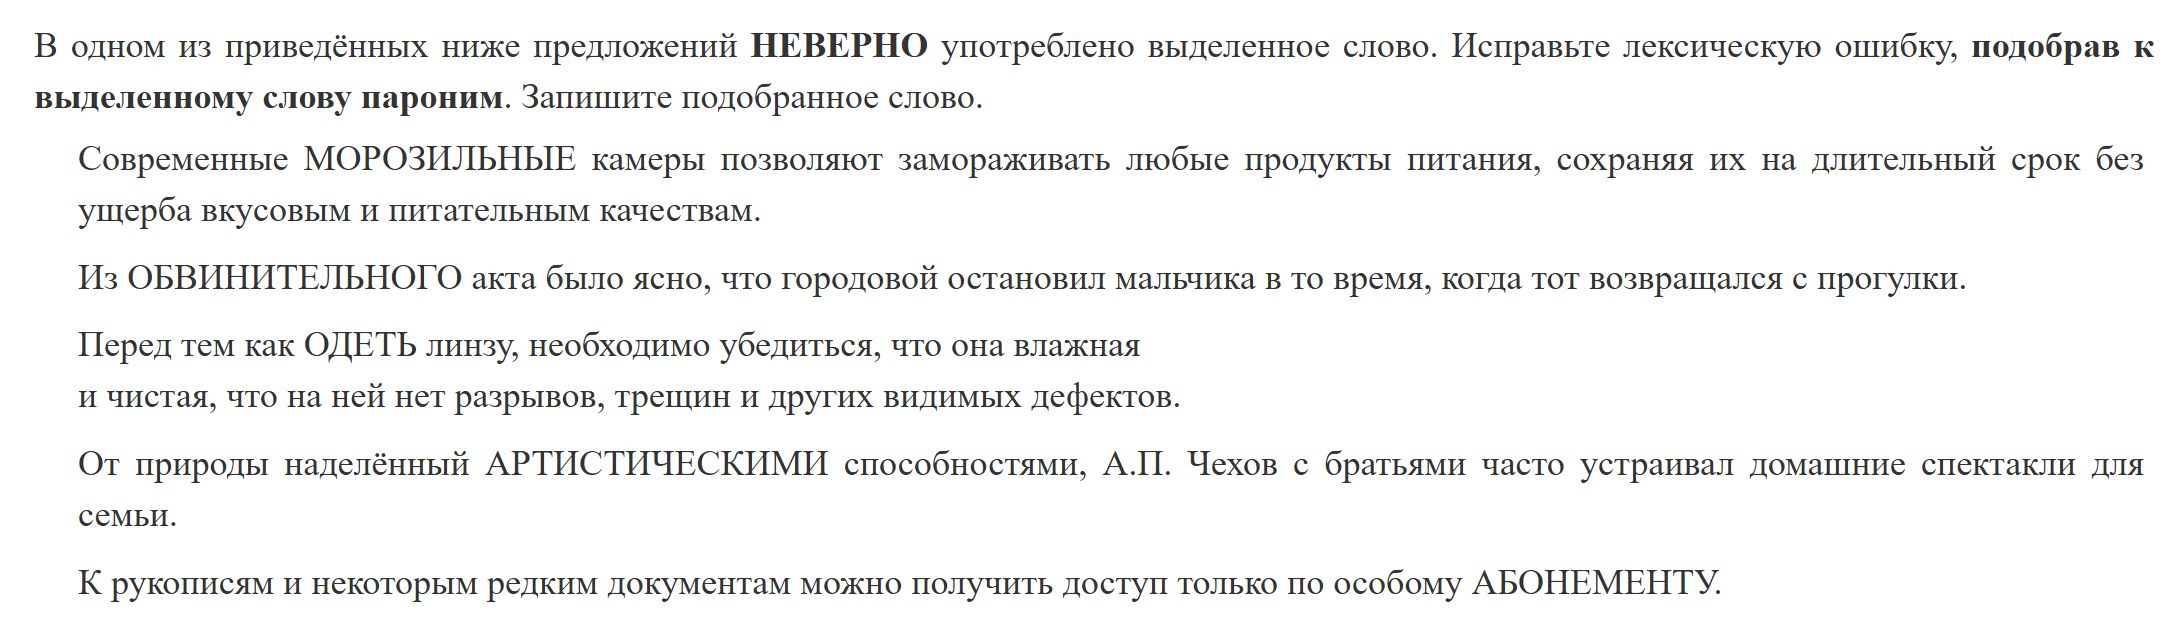 В одном из приведённых ниже предложений НЕВЕРНО употреблено выделенное слово. Исправьте лексическую ошибку, подобрав к
выделенному слову пароним. Запишите подобранное слово.
Современные МОРОЗИЛЬНЫЕ камеры позволяют замораживать любые продукты питания, сохраняя их на длительный срок без
ущерба вкусовым и питательным качествам.
Из ОБВИНИТЕЛЬНОГО акта было ясно, что городовой остановил мальчика в то время, когда тот возвращался с прогулки.
Перед тем как ОДЕТЬ линзу, необходимо убедиться, что она влажная
и чистая, что на ней нет разрывов, трещин и других видимых дефектов.
От природы наделённый АРТИСТИЧЕСКИМИ способностями, А.П. Чехов с братьями часто устраивал домашние спектакли для
семьи.
К рукописям и некоторым редким документам можно получить доступ только по особому АБОНЕМЕНТУ.